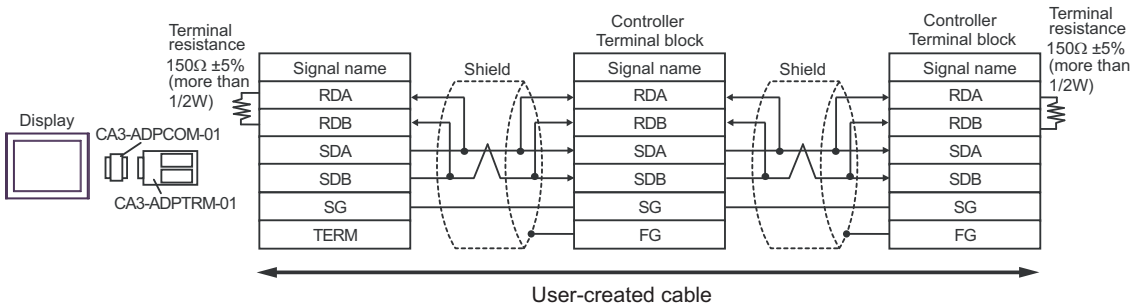 Terminal
resistance
150Ω ±5%
(more than
1/2W)
Display
CA3-ADPCOM-01
CA3-ADPTRM-01
Signal name
RDA
RDB
SDA
SDB
SG
TERM
Shield
Controller
Terminal block
Signal name
RDA
RDB
SDA
SDB
SG
FG
Shield
Controller
Terminal block
Signal name
RDA
RDB
SDA
SDB
SG
FG
Terminal
resistance
150Ω ±5%
(more than
1/2W)
User-created cable